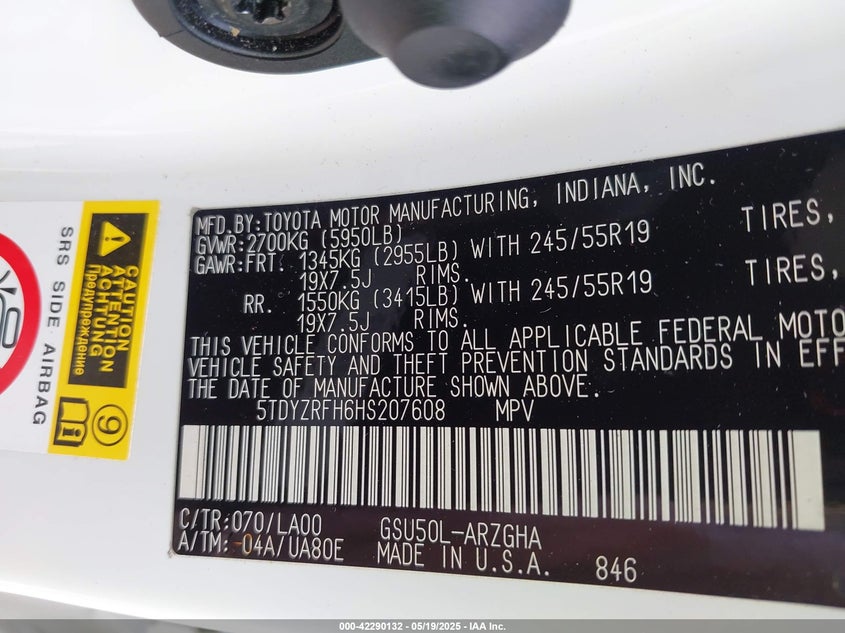 MFD.BY:TOYOTA MOTOR MANUFACTURING, INDIANA, INC.
GVWR:2700KG (5950LB)
GAWR:FRT. 1345KG (2955LB) WITH 245/55R19 TIRES,
19X7.5J RIMS.
RR. 1550KG (3415LB) WITH 245/55R19 TIRES,
19X7.5J RIMS.
THIS VEHICLE CONFORMS TO ALL APPLICABLE FEDERAL MOTO
VEHICLE SAFETY AND THEFT PREVENTION STANDARDS IN EFF
THE DATE OF MANUFACTURE SHOWN ABOVE.
5TDYZRFH6HS207608 MPV
C/TR:070/LA00 GSU50L-ARZGHA
A/TM:-04A/UA80E MADE IN U.S.A. 846
SRS SIDE AIRBAG
CAUTION
ATTENTION
ACHTUNG
Предупреждение
9
000-42290132 - 05/19/2025 - IAA Inc.